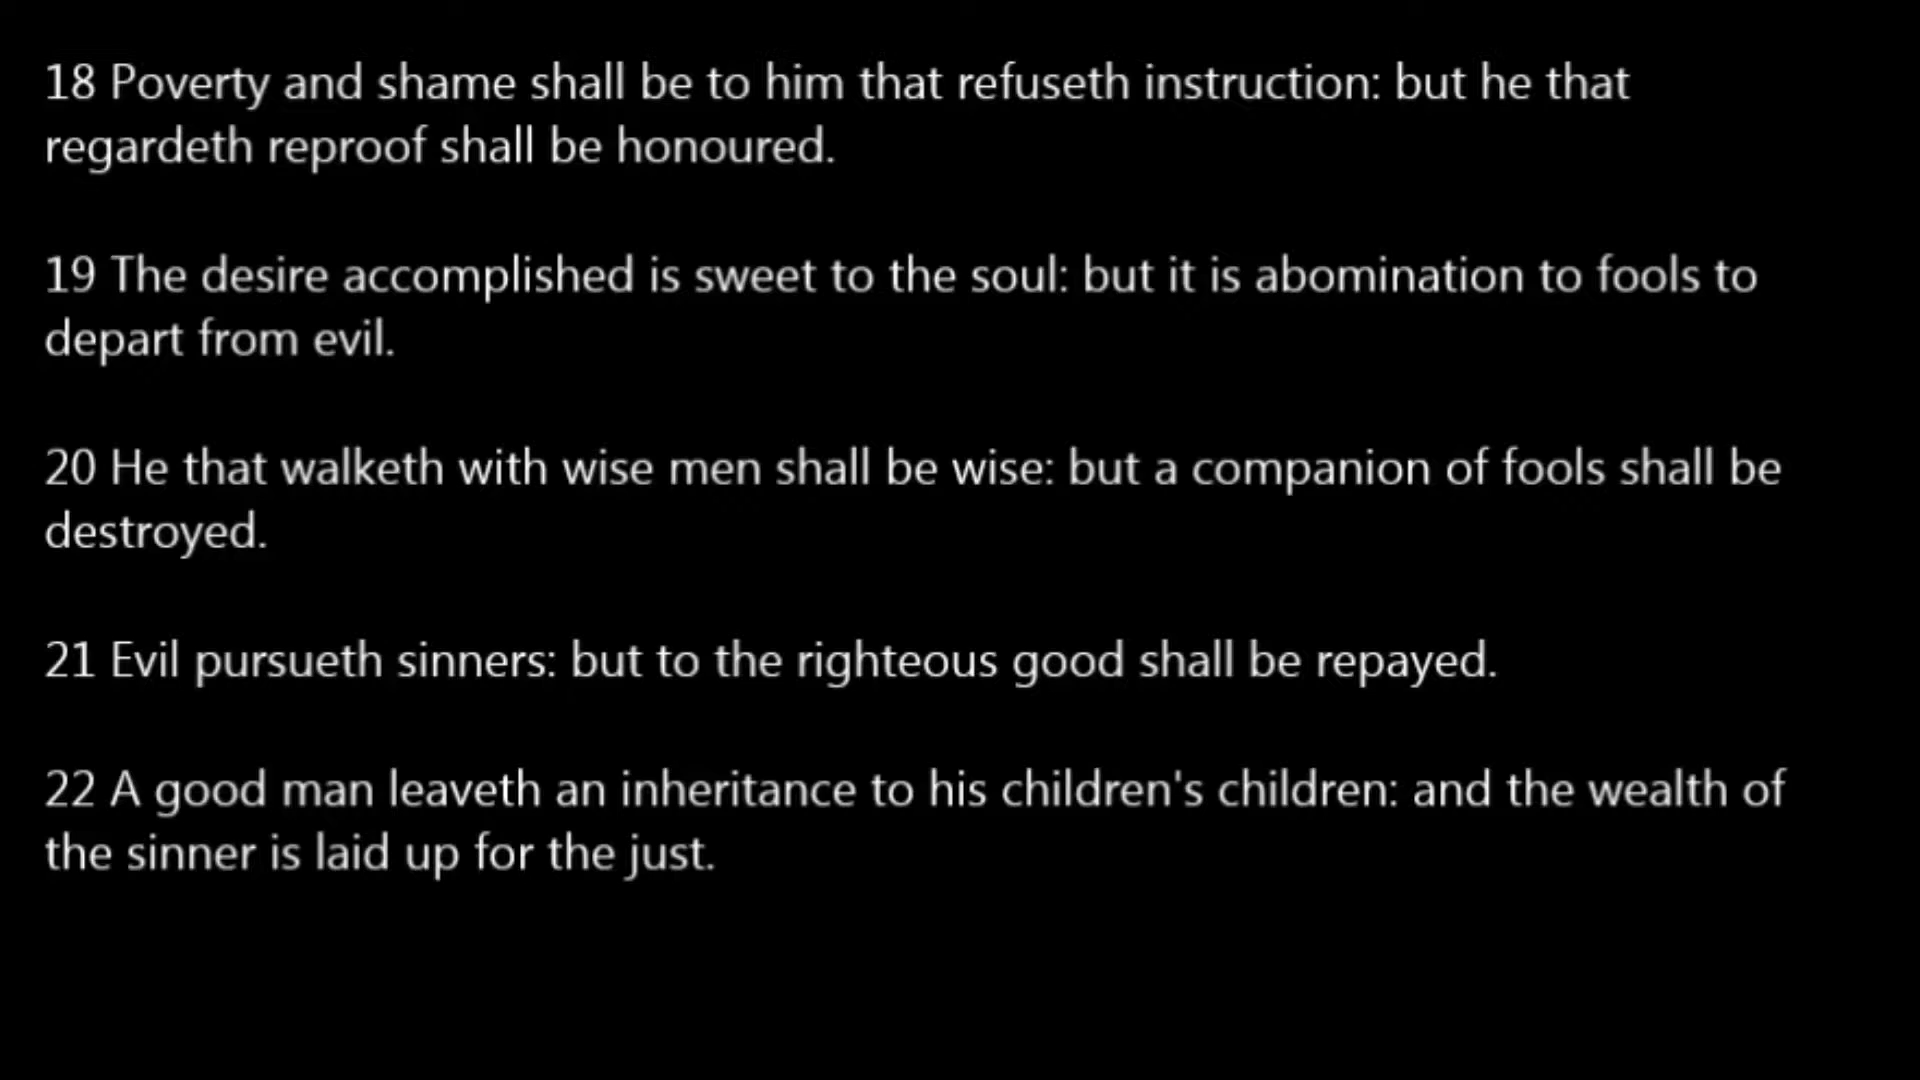 18 Poverty and shame shall be to him that refuseth instruction: but he that
regardeth reproof shall be honoured.
19 The desire accomplished is sweet to the soul: but it is abomination to fools to
depart from evil.
20 He that walketh with wise men shall be wise: but a companion of fools shall be
destroyed.
21 Evil pursueth sinners: but to the righteous good shall be repayed.
22 A good man leaveth an inheritance to his children's children: and the wealth of
the sinner is laid up for the just.